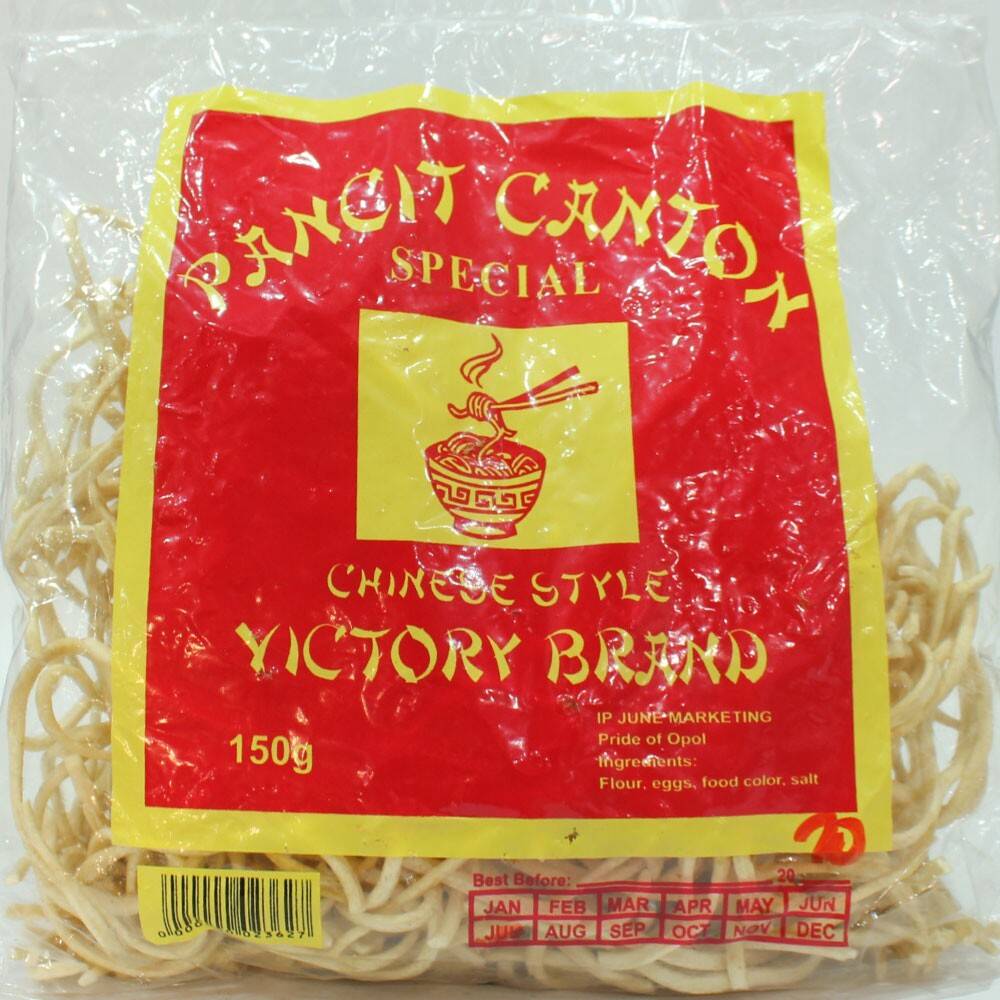 PANCIT CANTON
SPECIAL
CHINESE STYLE
VICTORY BRAND
150g
IP JUNE MARKETING
Pride of Opol
Ingredients:
Flour, eggs, food color, salt
20
Best Before: 20
JAN FEB MAR APR MAY JUN
JUL AUG SEP OCT NOV DEC